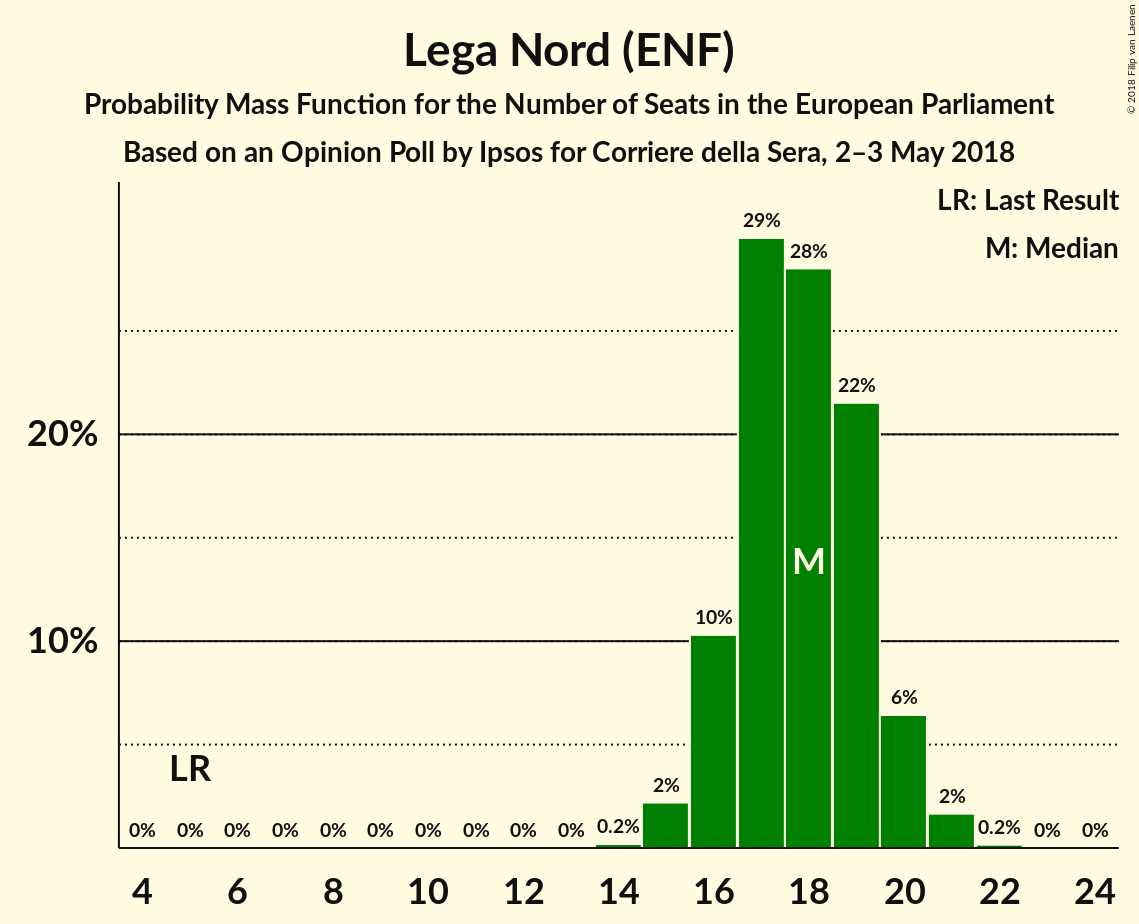 Lega Nord (ENF)
Probability Mass Function for the Number of Seats in the European Parliament
Based on an Opinion Poll by Ipsos for Corriere della Sera, 2–3 May 2018
© 2018 Filip van Laenen
LR: Last Result
M: Median
29%
28%
22%
20%
M
10%
10%
6%
LR
2%
2%
0% 0% 0% 0% 0% 0% 0% 0% 0% 0% 0.2% 0.2% 0% 0%
4 6 8 10 12 14 16 18 20 22 24